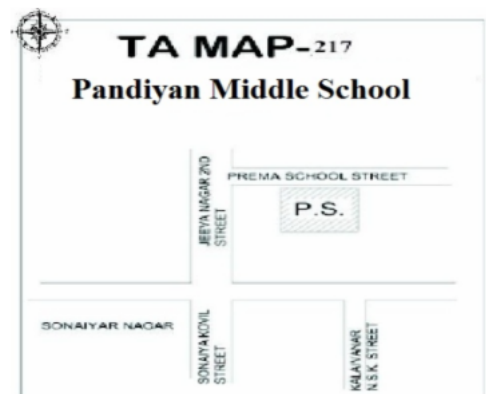 TA MAP-217
Pandiyan Middle School
JEEVA NAGAR 2ND
STREET
PREMA SCHOOL STREET
P.S.
SONAIYAR NAGAR
SONAIYA KOVIL
STREET
KALAIVANAR
N.S.K. STREET